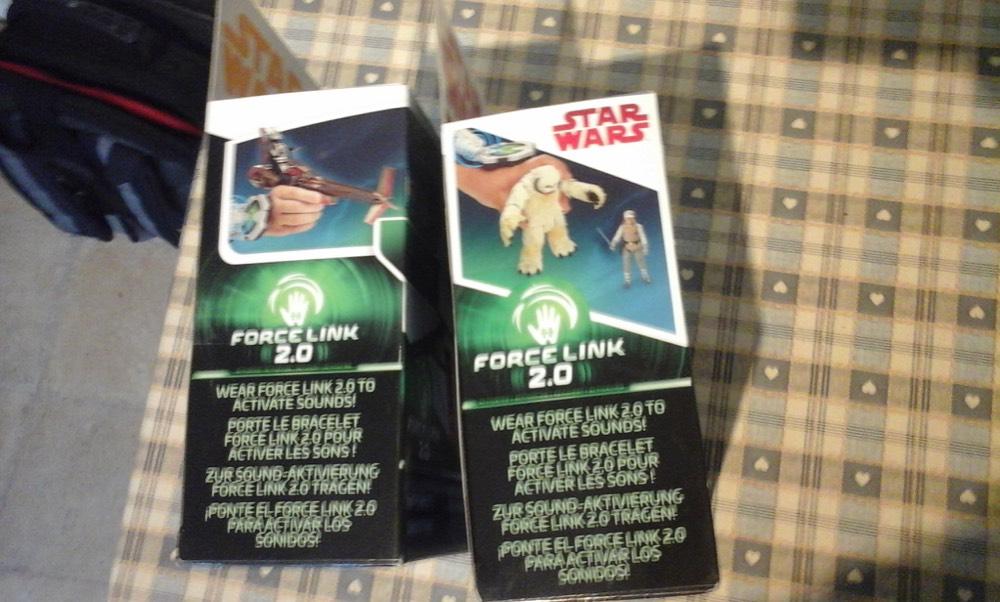 STAR
WARS
FORCE LINK
2.0
WEAR FORCE LINK 2.0 TO
ACTIVATE SOUNDS!
PORTE LE BRACELET
FORCE LINK 2.0 POUR
ACTIVER LES SONS !
ZUR SOUND-AKTIVIERUNG
FORCE LINK 2.0 TRAGEN!
¡PONTE EL FORCE LINK 2.0
PARA ACTIVAR LOS
SONIDOS!
STAR
WARS
FORCE LINK
2.0
WEAR FORCE LINK 2.0 TO
ACTIVATE SOUNDS!
PORTE LE BRACELET
FORCE LINK 2.0 POUR
ACTIVER LES SONS !
ZUR SOUND-AKTIVIERUNG
FORCE LINK 2.0 TRAGEN!
¡PONTE EL FORCE LINK 2.0
PARA ACTIVAR LOS
SONIDOS!